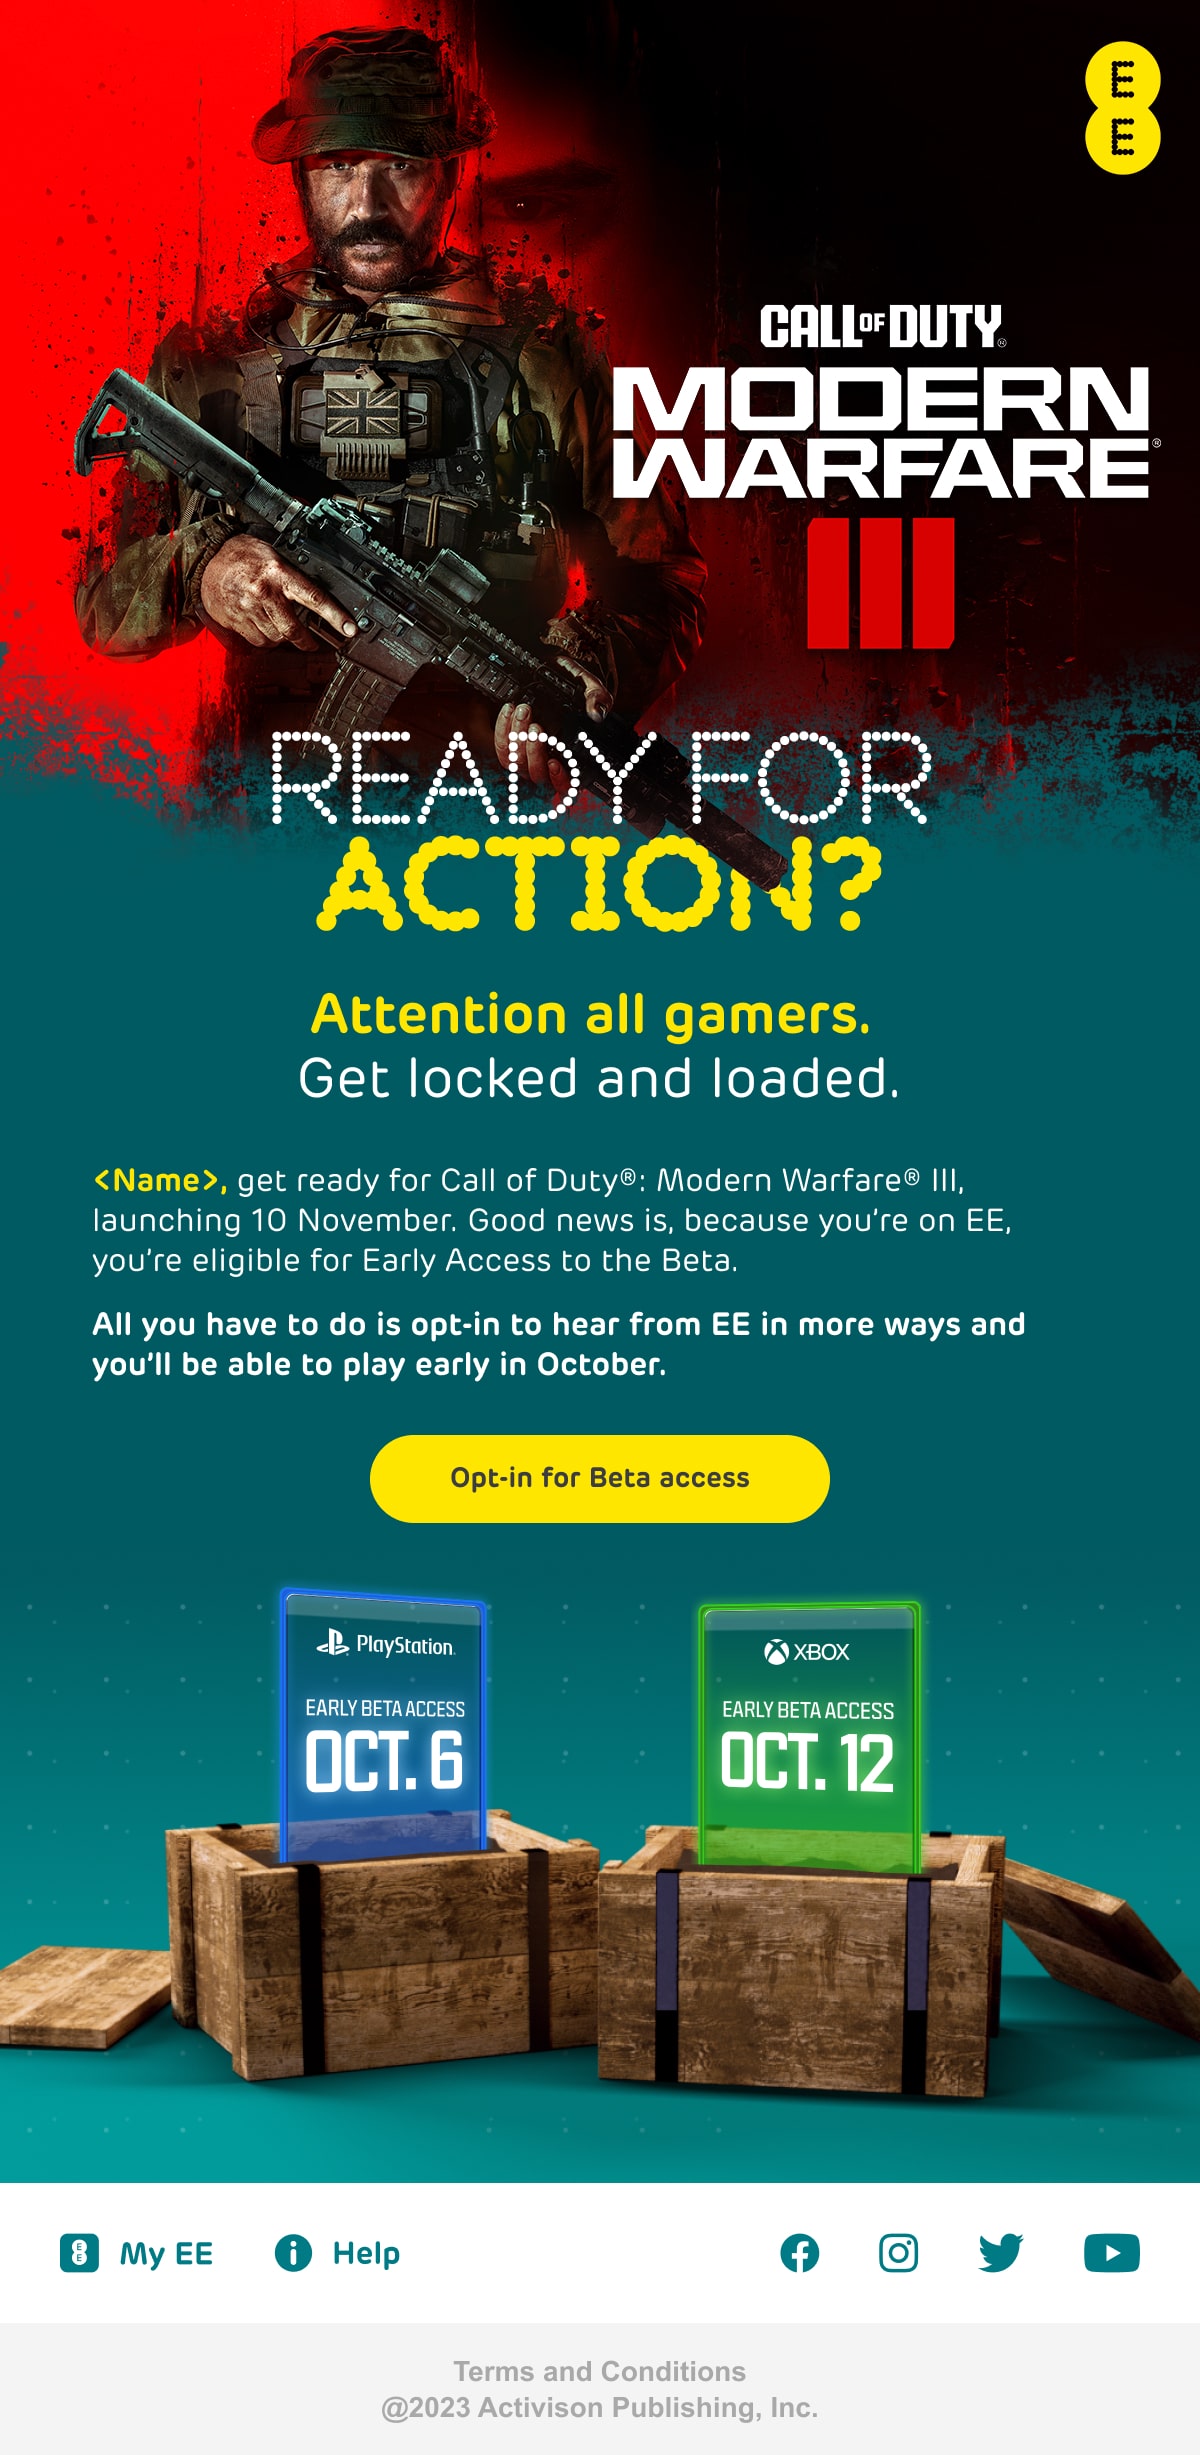 E
E
CALL OF DUTY®
MODERN
WARFARE®
III
READY FOR
ACTION?
Attention all gamers.
Get locked and loaded.
<Name>, get ready for Call of Duty®: Modern Warfare® III,
launching 10 November. Good news is, because you're on EE,
you're eligible for Early Access to the Beta.
All you have to do is opt-in to hear from EE in more ways and
you'll be able to play early in October.
Opt-in for Beta access
PlayStation.
EARLY BETA ACCESS
OCT. 6
XBOX
EARLY BETA ACCESS
OCT. 12
EE
My EE
Help
Terms and Conditions
@2023 Activison Publishing, Inc.